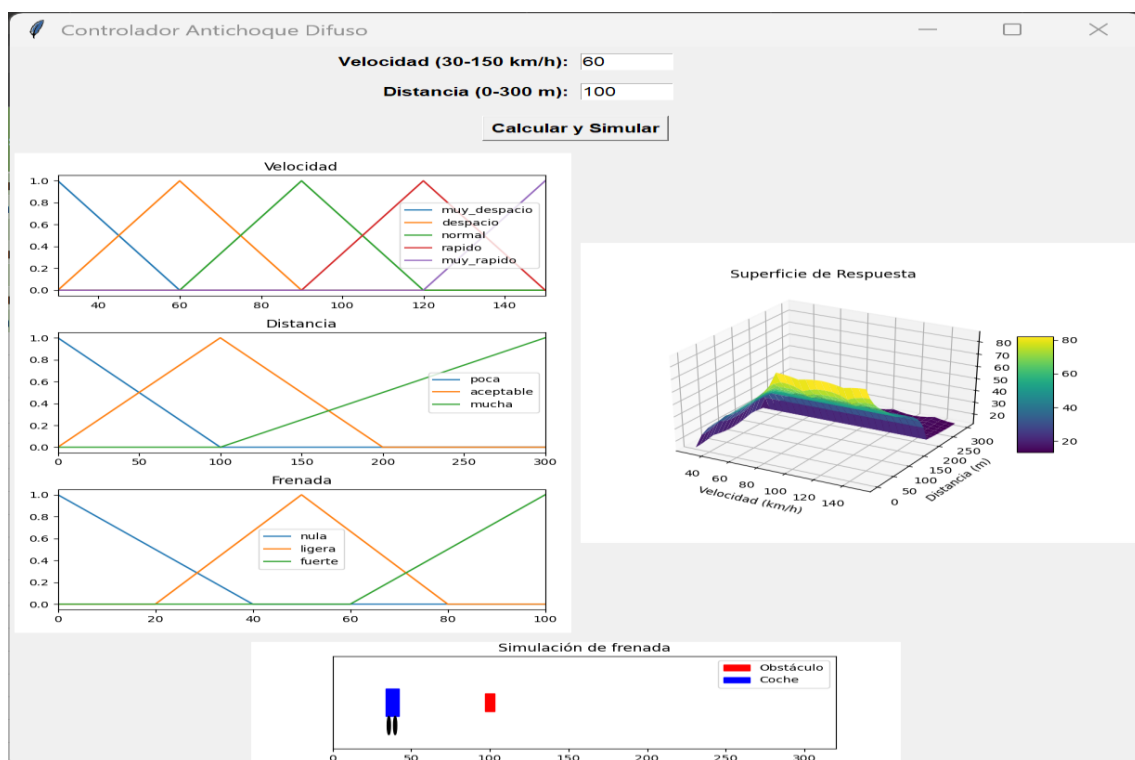 Controlador Antichoque Difuso
Velocidad (30-150 km/h): 60
Distancia (0-300 m): 100
Calcular y Simular
Velocidad
1.0
0.8
0.6
0.4
0.2
0.0
muy_despacio
despacio
normal
rapido
muy_rapido
40 60 80 100 120 140
Distancia
1.0
0.8
0.6
0.4
0.2
0.0
poca
aceptable
mucha
0 50 100 150 200 250 300
Frenada
1.0
0.8
0.6
0.4
0.2
0.0
nula
ligera
fuerte
0 20 40 60 80 100
Superficie de Respuesta
80
70
60
50
40
30
20
80
60
40
20
40 60 80 100 120 140
Velocidad (km/h)
0 50 100 150 200 250 300
Distancia (m)
Simulación de frenada
Obstáculo
Coche
0 50 100 150 200 250 300